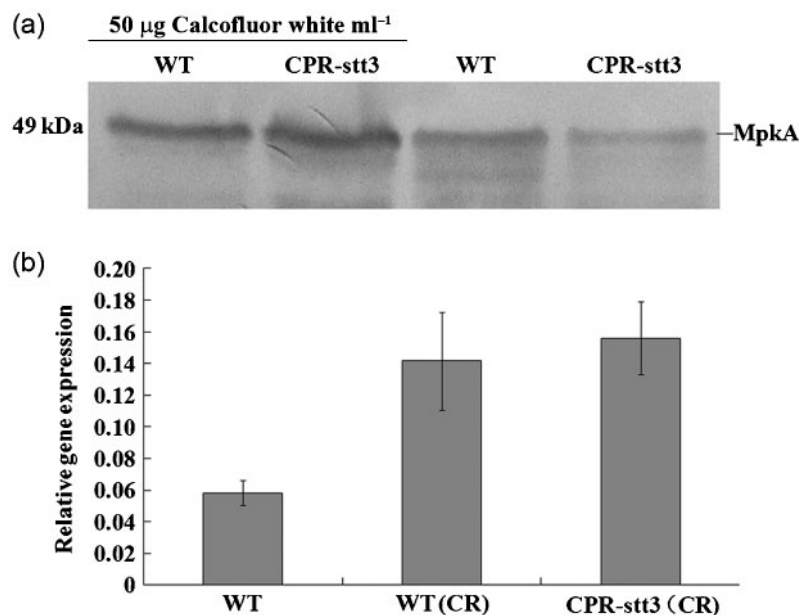 (a)
50 μg Calcofluor white ml⁻¹
WT CPR-stt3 WT CPR-stt3
49 kDa MpkA
(b)
Relative gene expression
0.20
0.18
0.16
0.14
0.12
0.10
0.08
0.06
0.04
0.02
0
WT WT (CR) CPR-stt3 (CR)